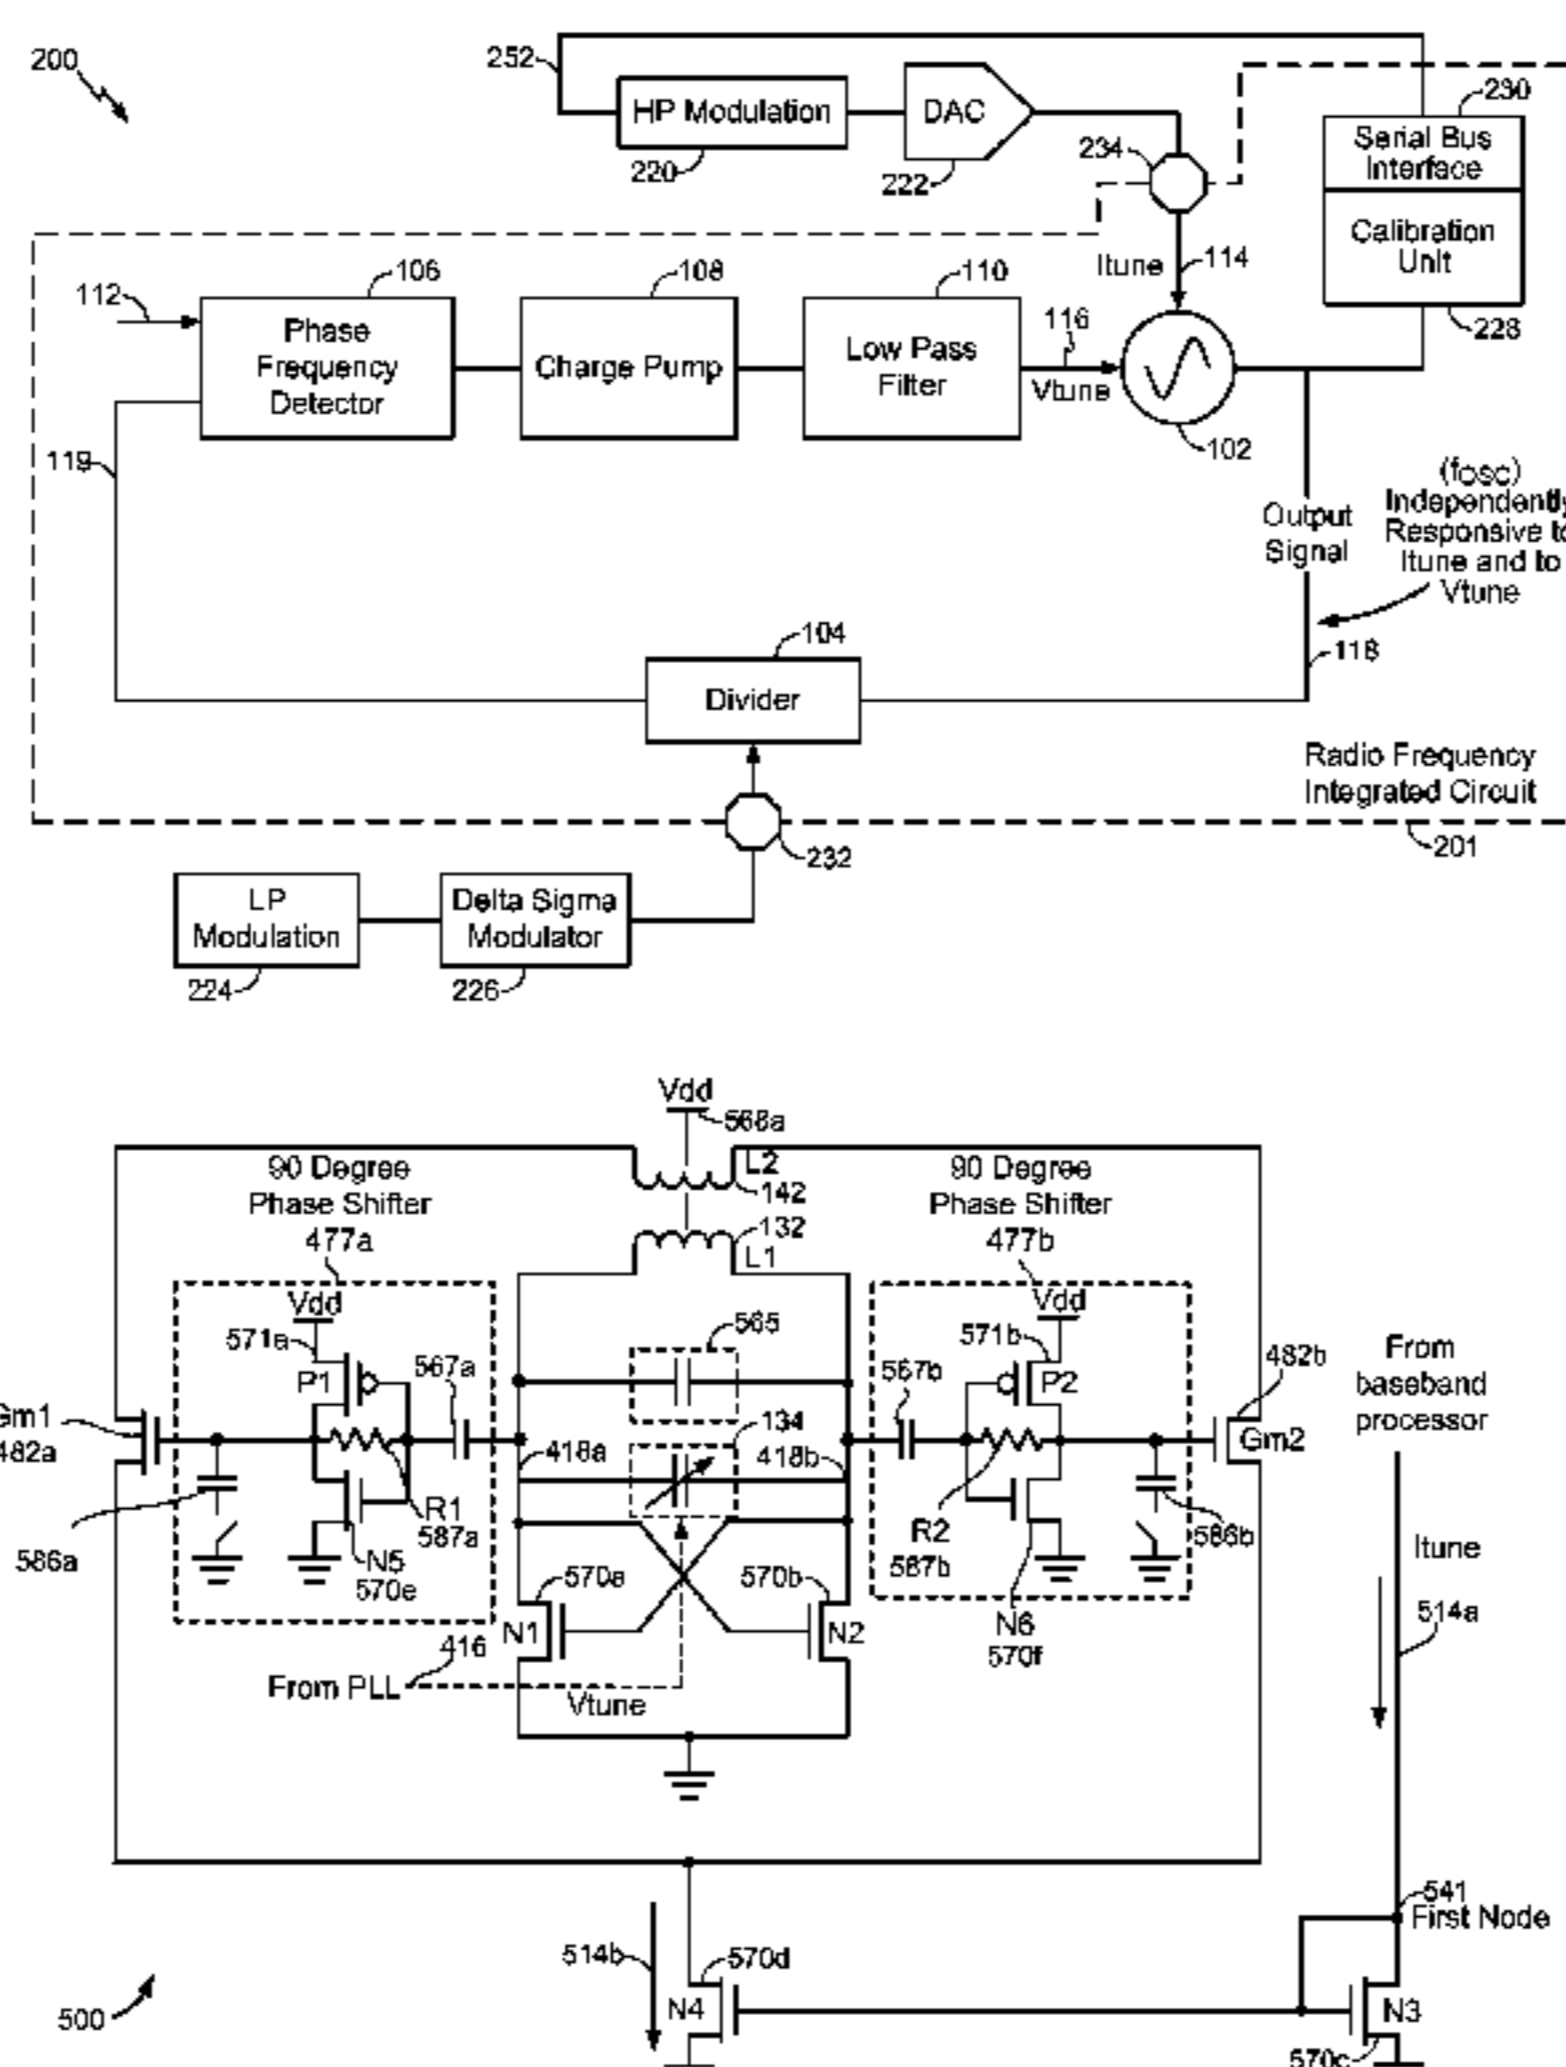 200
252
HP Modulation
220
DAC
222
234
230
Serial Bus
Interface
Calibration
Unit
228
Itune
114
112
106
Phase
Frequency
Detector
108
Charge Pump
110
Low Pass
Filter
116
Vtune
102
119
(fosc)
Independently
Responsive to
Itune and to
Vtune
Output
Signal
118
104
Divider
Radio Frequency
Integrated Circuit
201
232
LP
Modulation
224
Delta Sigma
Modulator
226
Vdd
568a
L2
142
132
L1
90 Degree
Phase Shifter
477a
90 Degree
Phase Shifter
477b
Vdd
571a
P1
567a
565
134
418a
418b
567b
Vdd
571b
P2
482b
Gm2
Gm1
482a
586a
R1
587a
N5
570e
570a
N1
570b
N2
R2
587b
N6
570f
586b
416
From PLL
Vtune
From
baseband
processor
Itune
514a
541
First Node
514b
570d
N4
N3
570c
500